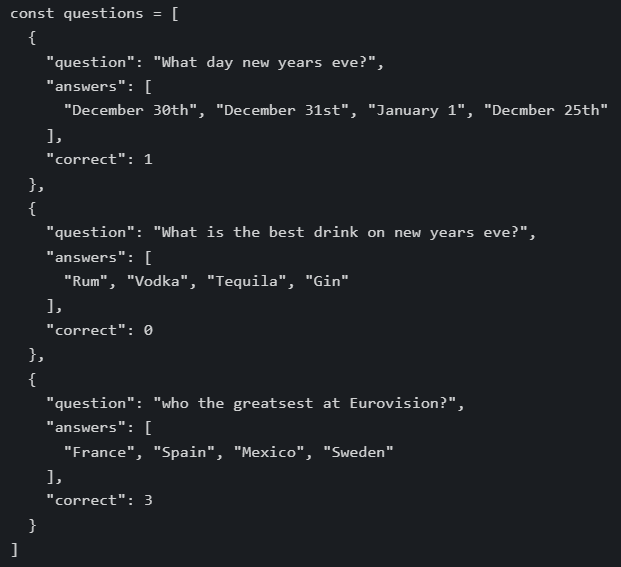 const questions = [
  {
    "question": "What day new years eve?",
    "answers": [
      "December 30th", "December 31st", "January 1", "Decmber 25th"
    ],
    "correct": 1
  },
  {
    "question": "What is the best drink on new years eve?",
    "answers": [
      "Rum", "Vodka", "Tequila", "Gin"
    ],
    "correct": 0
  },
  {
    "question": "who the greatsest at Eurovision?",
    "answers": [
      "France", "Spain", "Mexico", "Sweden"
    ],
    "correct": 3
  }
]